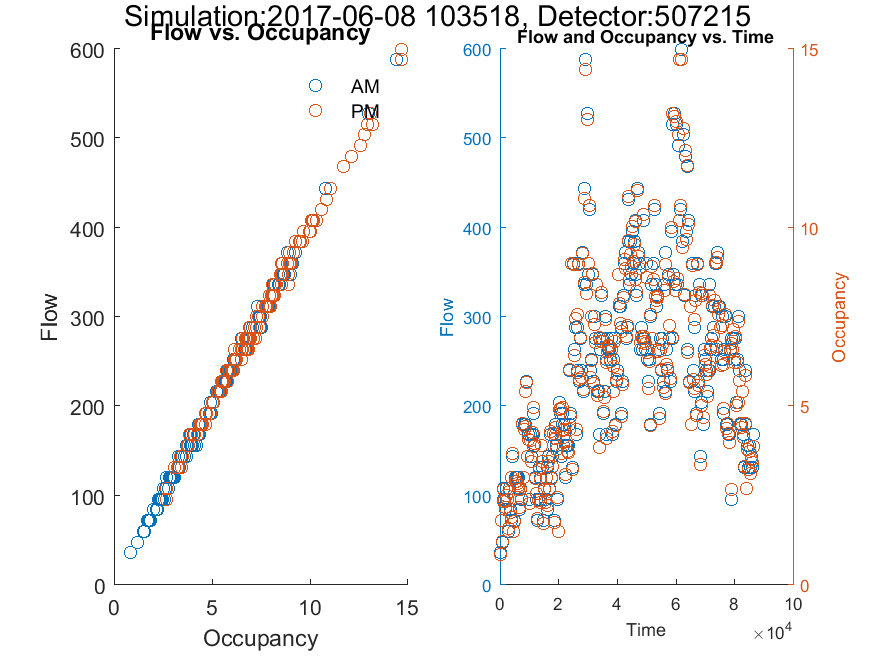 Simulation:2017-06-08 103518, Detector:507215
Flow vs. Occupancy
600
500
400
300
200
100
0
0 5 10 15
Flow
Occupancy
AM
PM
Flow and Occupancy vs. Time
600
500
400
300
200
100
0
Flow
15
10
5
0
Occupancy
0 2 4 6 8 10
Time
×10⁴